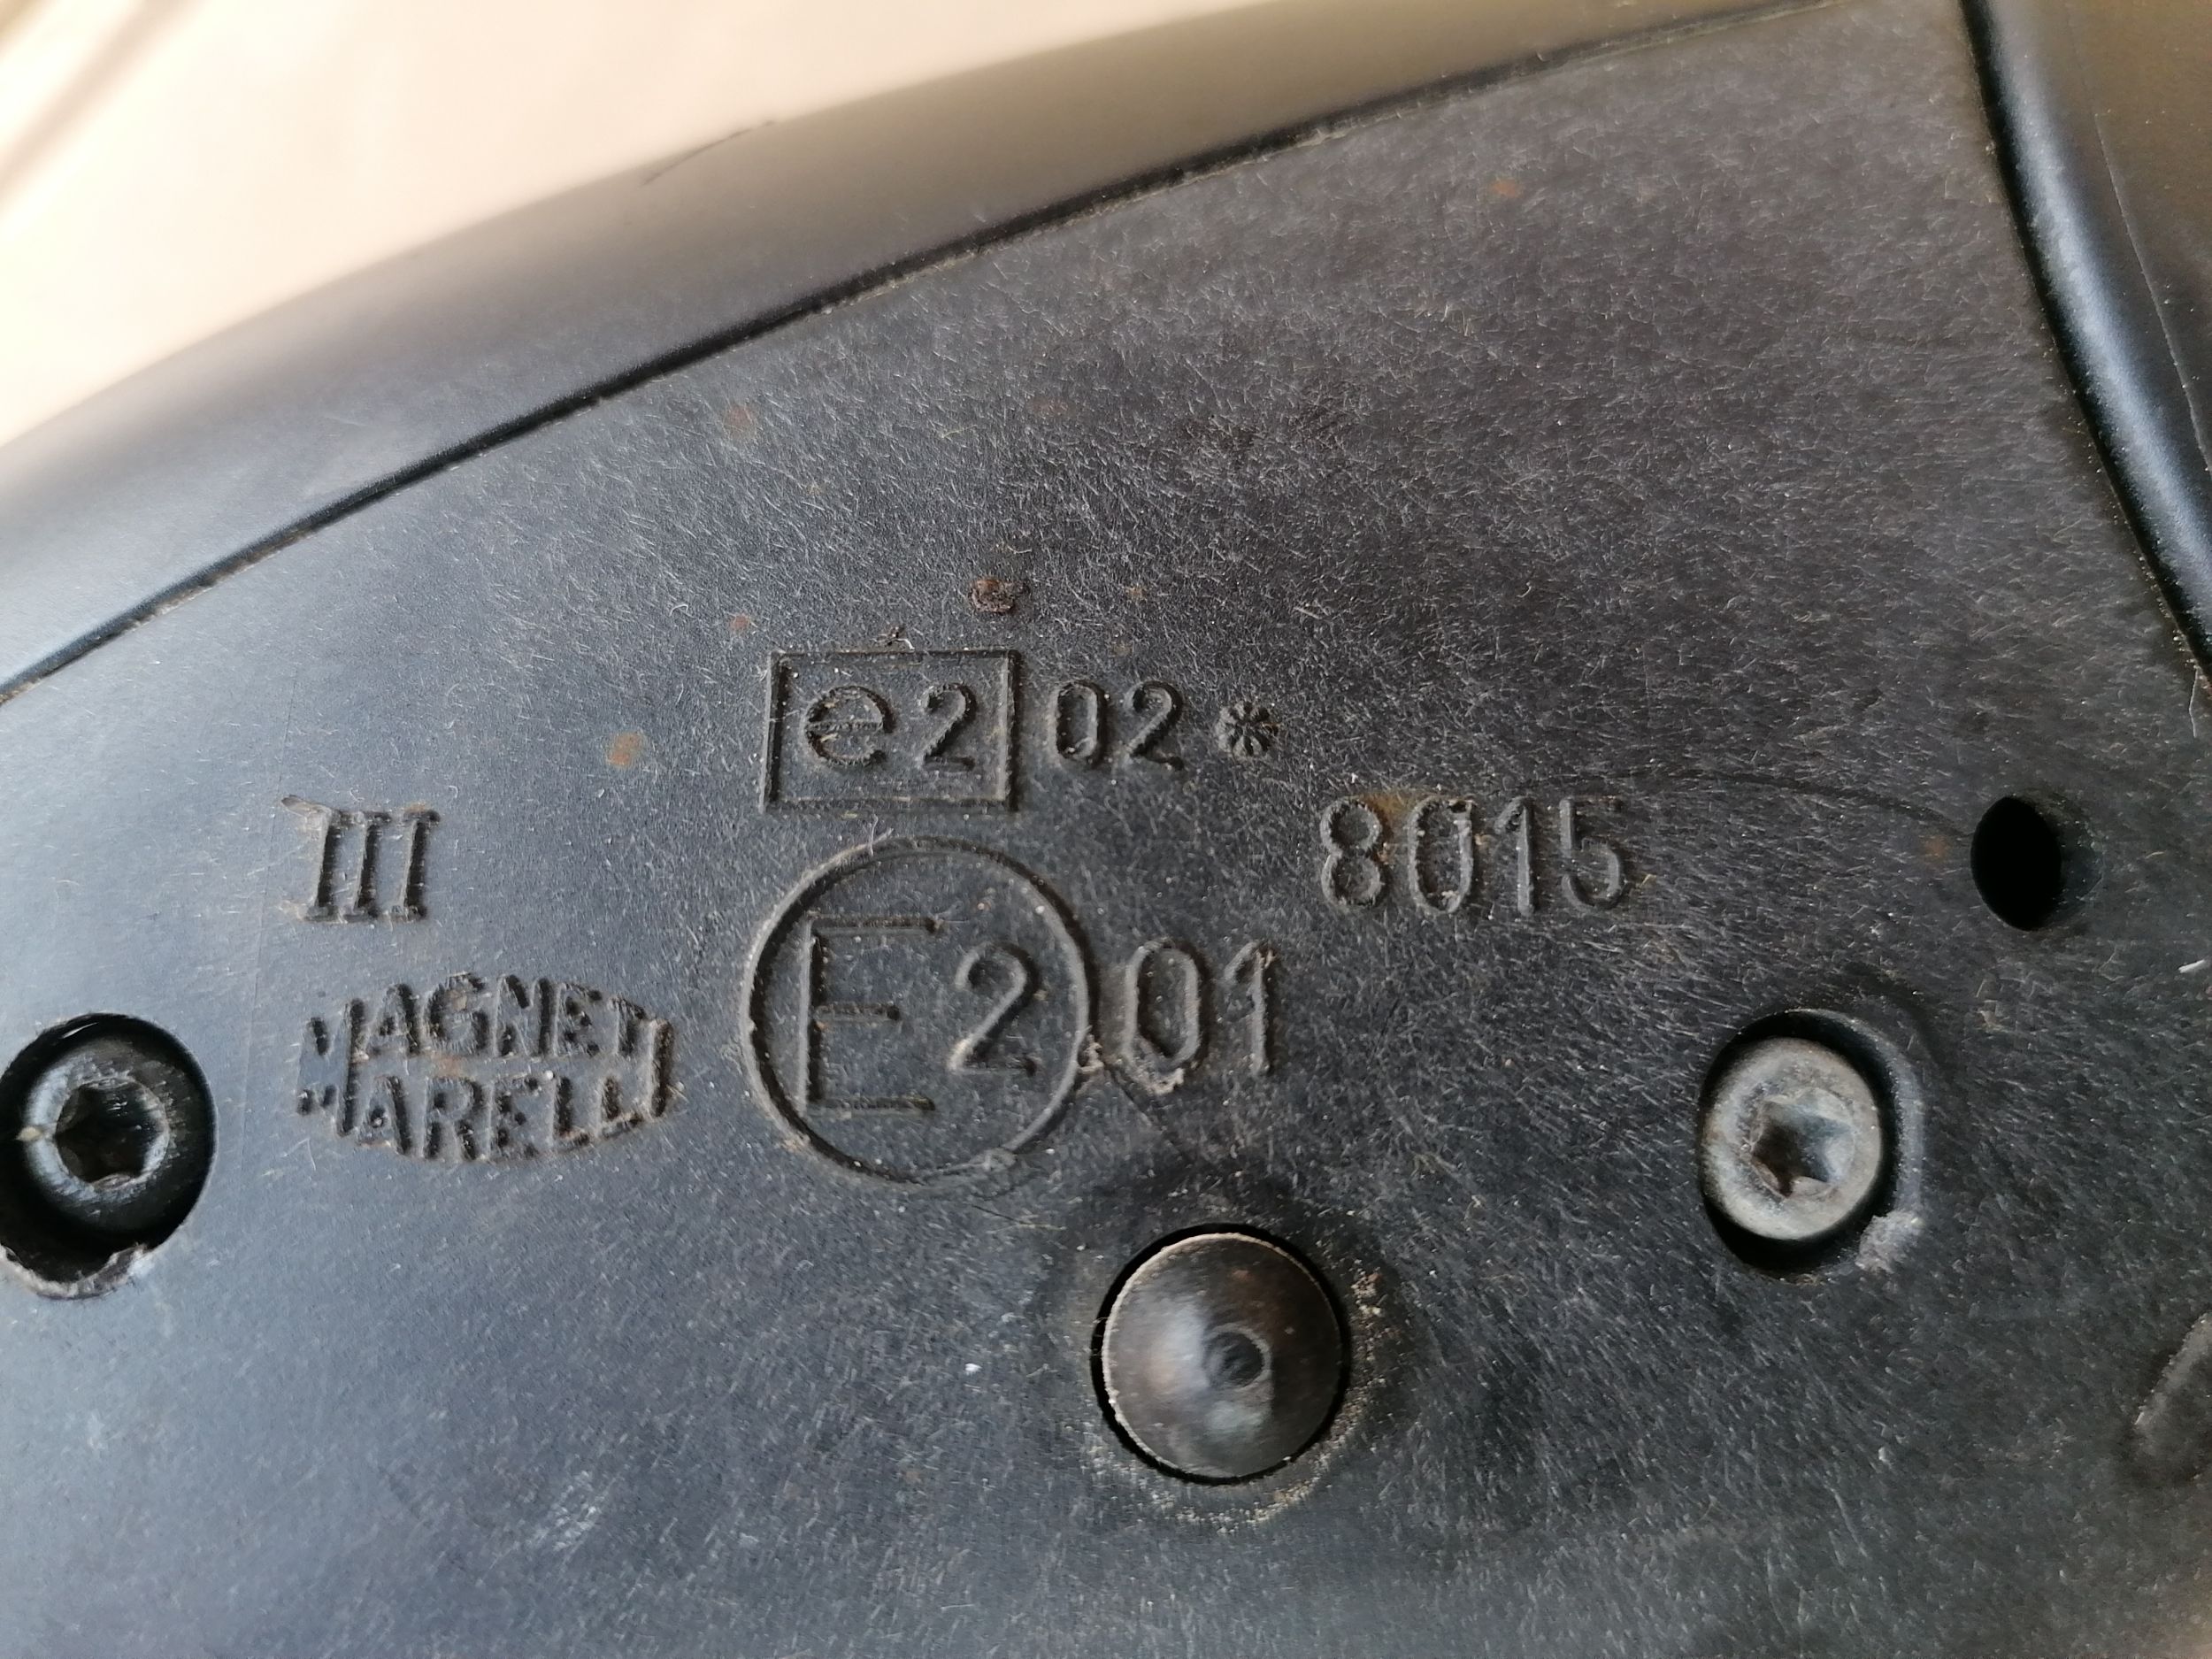 e2 02 *
III
8015
E2 01
MAGNETI
MARELLI